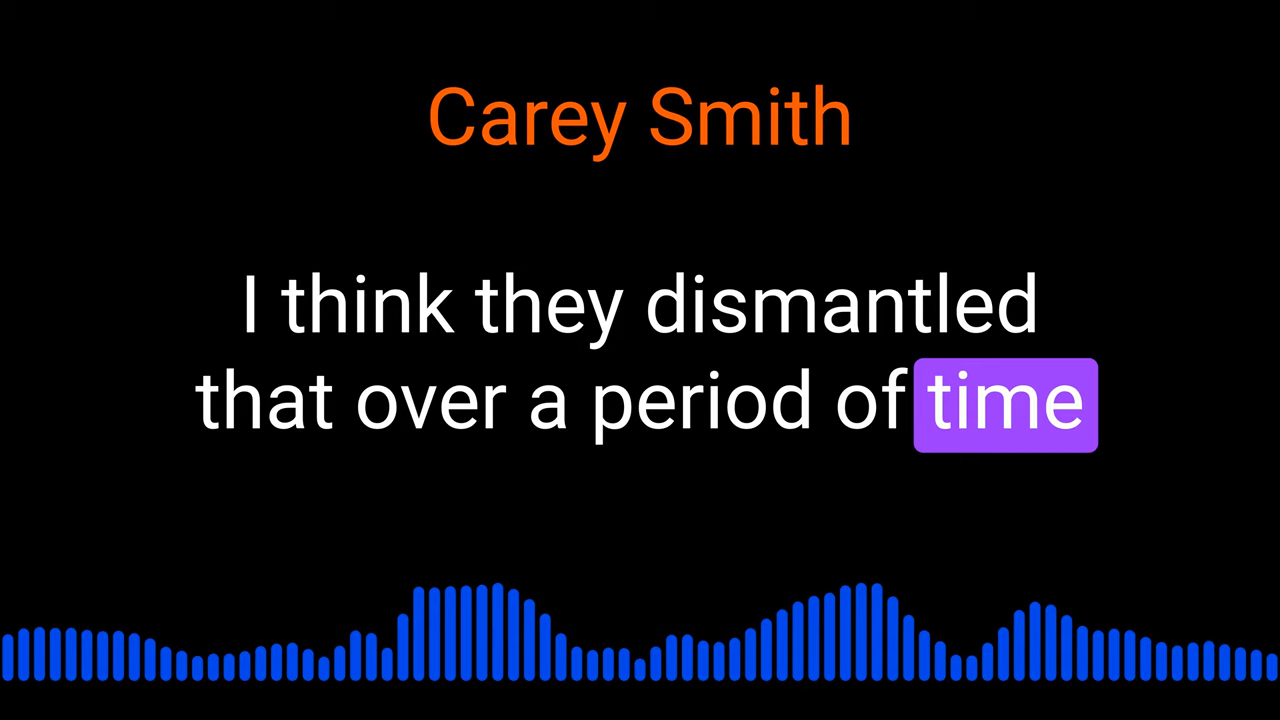 Carey Smith
I think they dismantled
that over a period of time